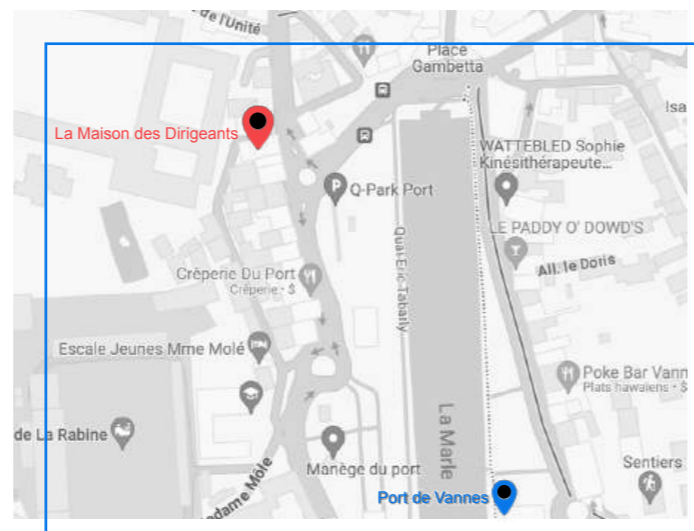 de l'Unité
Place
Gambetta
Isa
La Maison des Dirigeants
WATTEBLED Sophie
Kinésithérapeute...
P
Q-Park Port
LE PADDY O' DOWD'S
Quai Eric Tabarly
All. le Doris
Crêperie Du Port
Crêperie • $
Escale Jeunes Mme Molé
Poke Bar Vann
Plats hawaïens • $
de La Rabine
La Marle
Manège du port
Sentiers
adame Môle
Port de Vannes